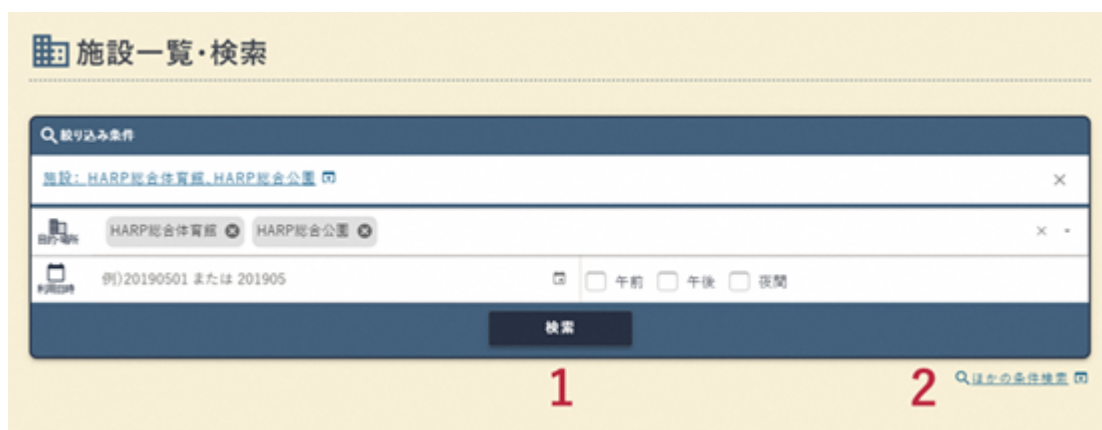 施設一覧・検索
絞り込み条件
施設: HARP総合体育館、HARP総合公園
目的・場所 HARP総合体育館 HARP総合公園
利用日時 例)20190501 または 201905 午前 午後 夜間
検索
1
2 ほかの条件検索